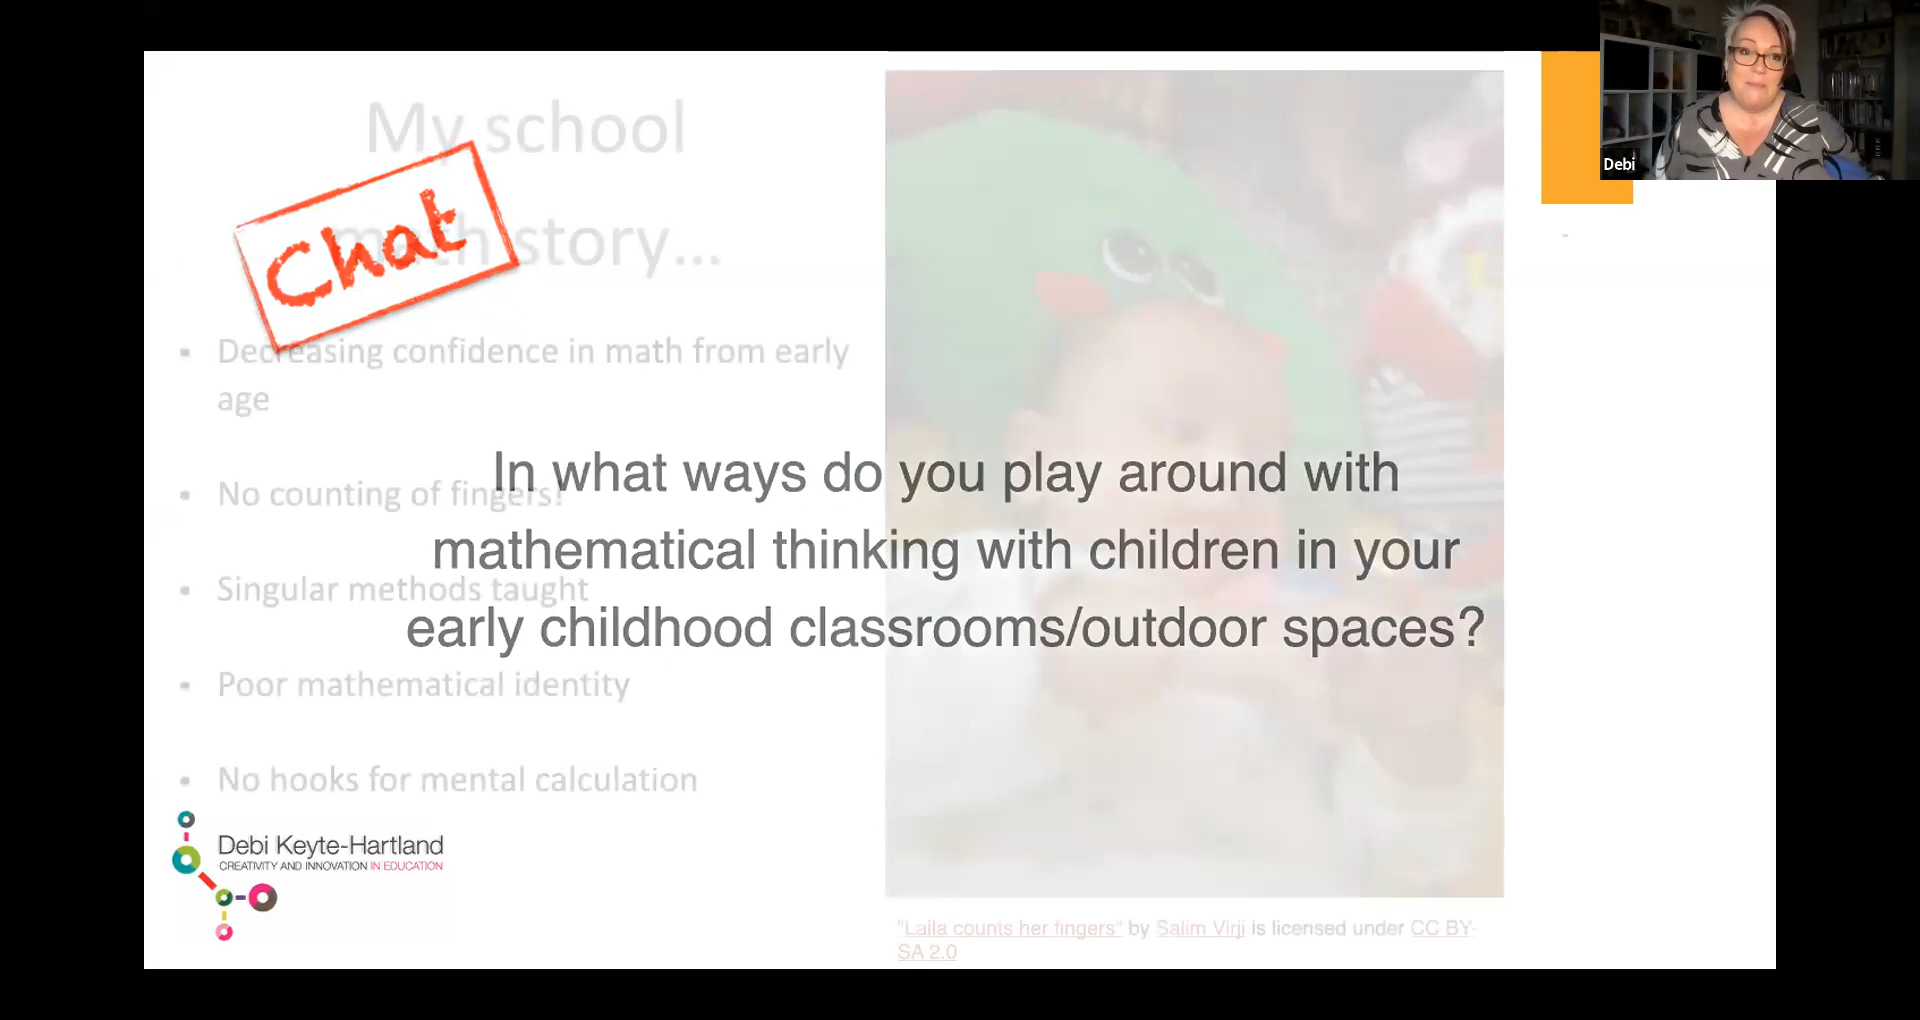 My school
math story...
Chat
Decreasing confidence in math from early
age
No counting of fingers!
Singular methods taught
Poor mathematical identity
No hooks for mental calculation
In what ways do you play around with
mathematical thinking with children in your
early childhood classrooms/outdoor spaces?
Debi Keyte-Hartland
CREATIVITY AND INNOVATION IN EDUCATION
"Laila counts her fingers" by Salim Virji is licensed under CC BY-
SA 2.0
Debi